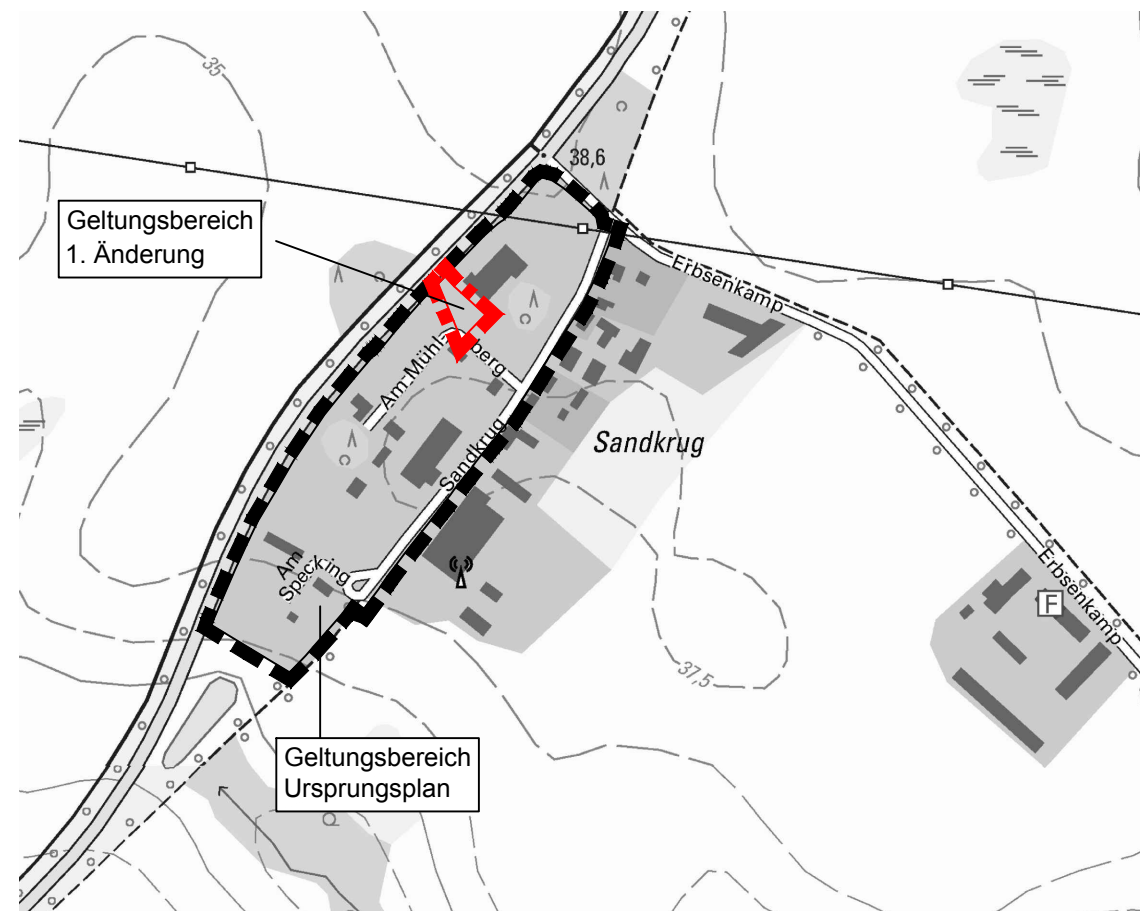 35
38,6
Geltungsbereich
1. Änderung
Erbsenkamp
Am Mühlenberg
Sandkrug
Sandkrug
Am
Specking
Erbsenkamp
F
37,5
Geltungsbereich
Ursprungsplan